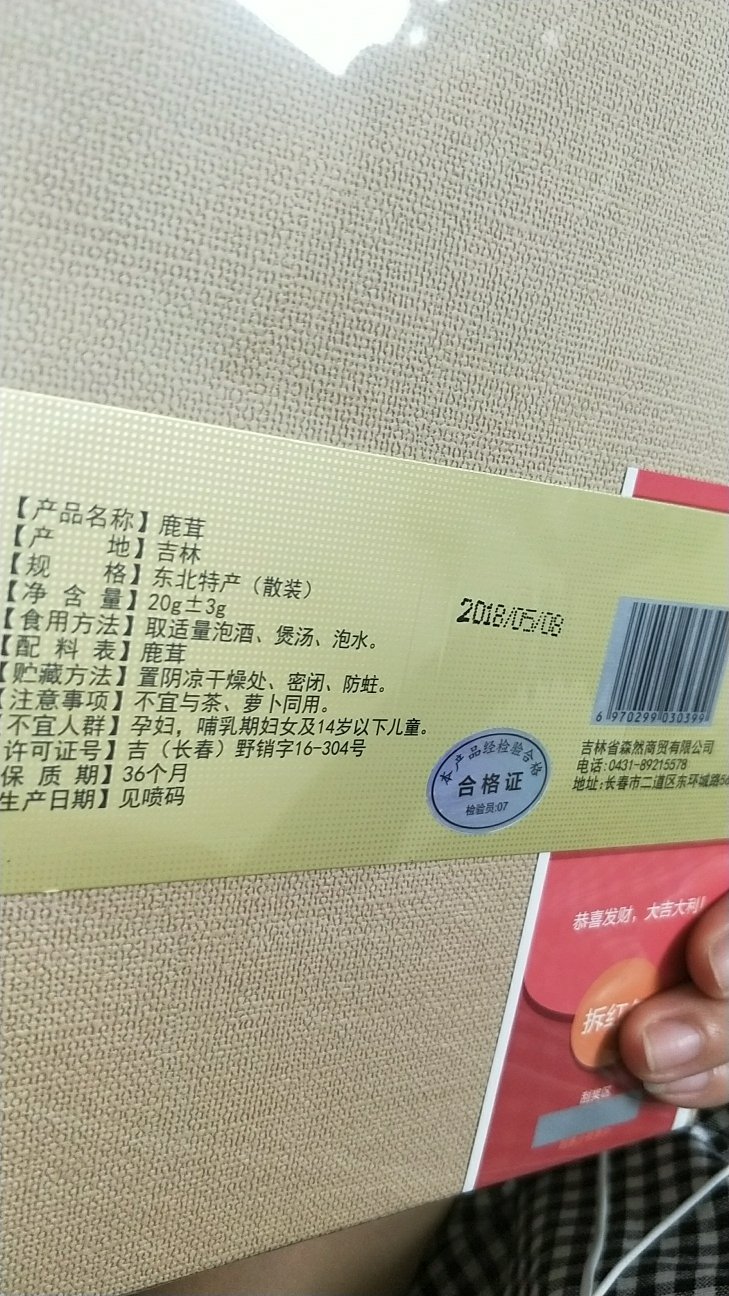 【产品名称】鹿茸
【产 地】吉林
【规 格】东北特产（散装）
【净 含 量】20g±3g
【食用方法】取适量泡酒、煲汤、泡水。
【配 料 表】鹿茸
【贮藏方法】置阴凉干燥处、密闭、防蛀。
【注意事项】不宜与茶、萝卜同用。
【不宜人群】孕妇，哺乳期妇女及14岁以下儿童。
许可证号】吉（长春）野销字16-304号
保 质 期】36个月
生产日期】见喷码
2018/05/08
本产品经检验合格
合格证
检验员:07
6 970299 030399
吉林省森然商贸有限公司
电话:0431-89215578
地址:长春市二道区东环城路
恭喜发财，大吉大利！
拆红
刮奖区